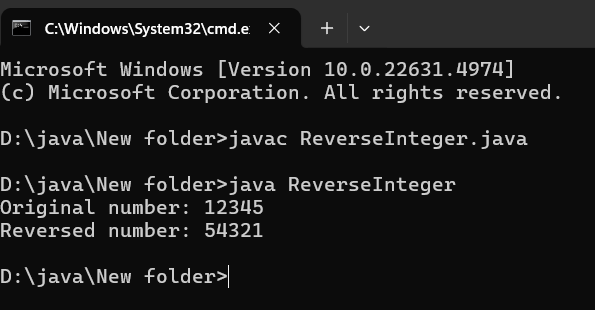 C:\Windows\System32\cmd.e
Microsoft Windows [Version 10.0.22631.4974]
(c) Microsoft Corporation. All rights reserved.
D:\java\New folder>javac ReverseInteger.java
D:\java\New folder>java ReverseInteger
Original number: 12345
Reversed number: 54321
D:\java\New folder>